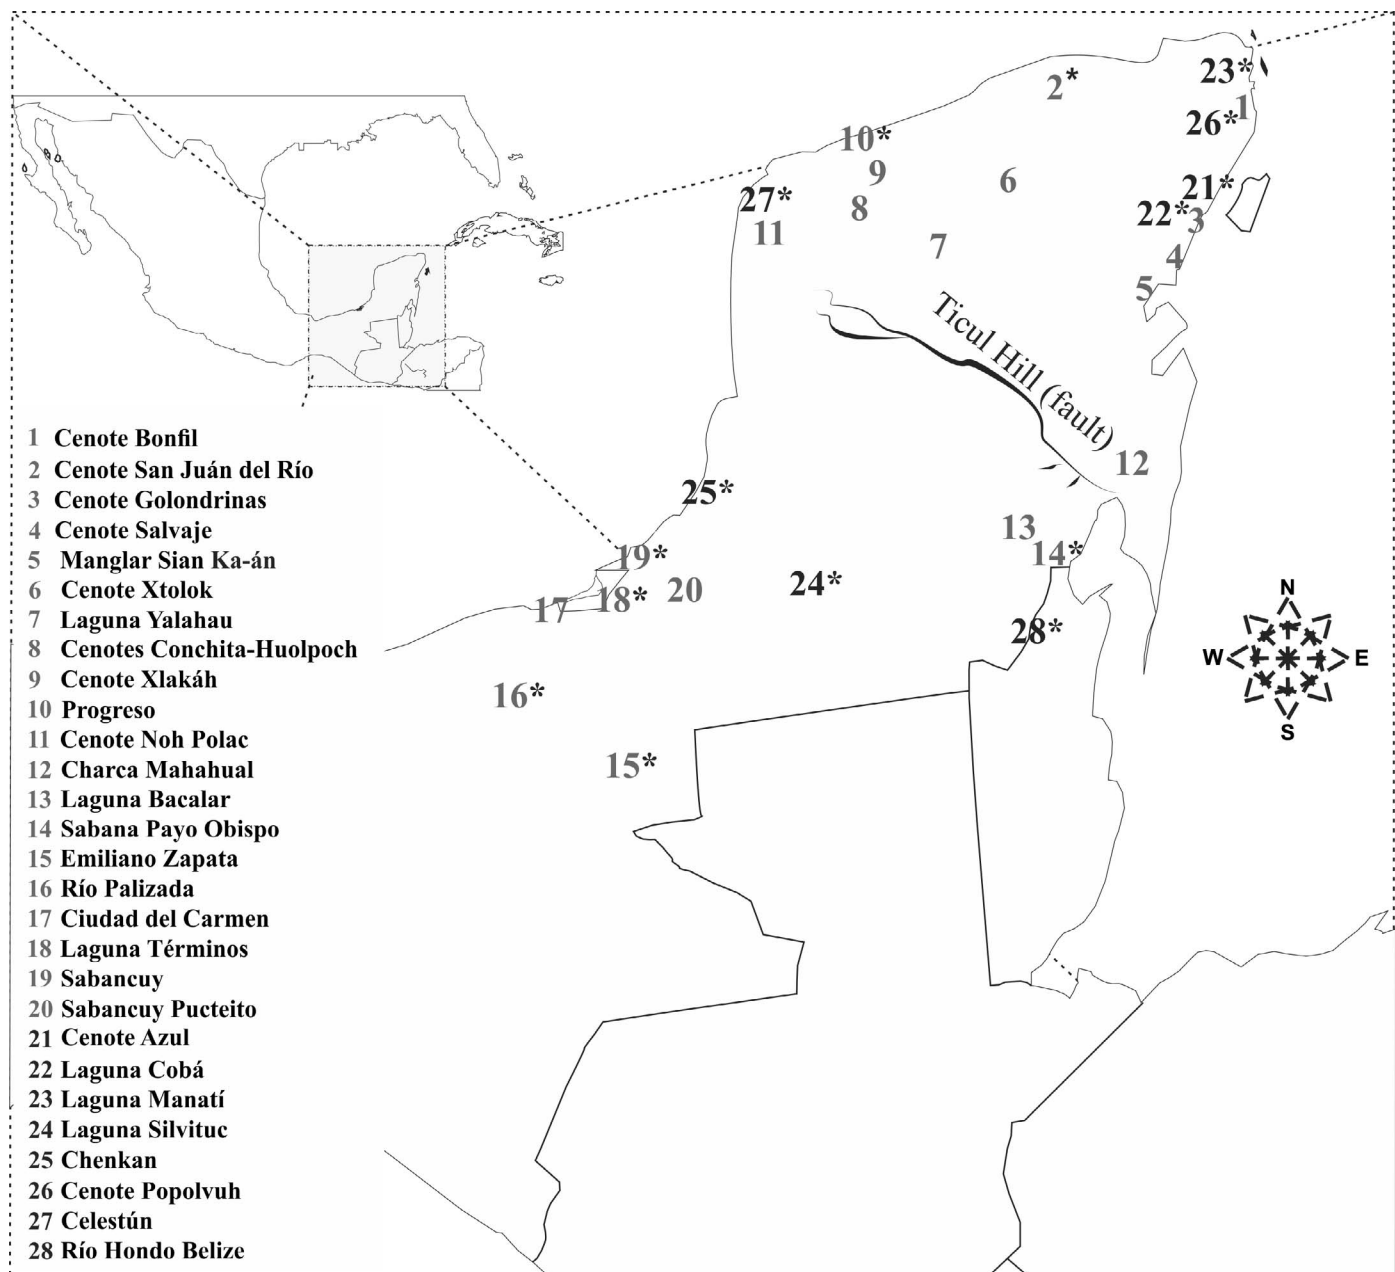 23*
2*
1
26*
10*
9
6
27*
21*
8
22*
3
11
7
4
5
Ticul Hill (fault)
12
25*
13
19*
14*
24*
20
18*
17
28*
N
W
E
S
16*
15*
1 Cenote Bonfil
2 Cenote San Juán del Río
3 Cenote Golondrinas
4 Cenote Salvaje
5 Manglar Sian Ka-án
6 Cenote Xtolok
7 Laguna Yalahau
8 Cenotes Conchita-Huolpoch
9 Cenote Xlakáh
10 Progreso
11 Cenote Noh Polac
12 Charca Mahahual
13 Laguna Bacalar
14 Sabana Payo Obispo
15 Emiliano Zapata
16 Río Palizada
17 Ciudad del Carmen
18 Laguna Términos
19 Sabancuy
20 Sabancuy Pucteito
21 Cenote Azul
22 Laguna Cobá
23 Laguna Manatí
24 Laguna Silvituc
25 Chenkan
26 Cenote Popolvuh
27 Celestún
28 Río Hondo Belize